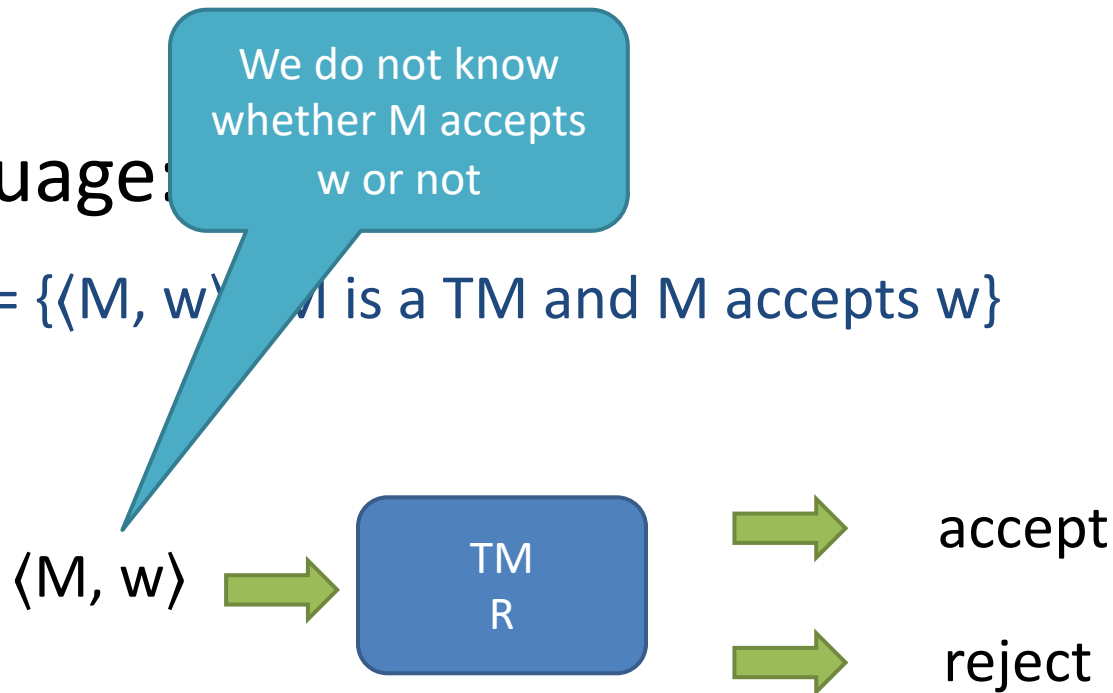 We do not know
whether M accepts
w or not
uage:
= {⟨M, w⟩ M is a TM and M accepts w}
⟨M, w⟩
TM
R
accept
reject